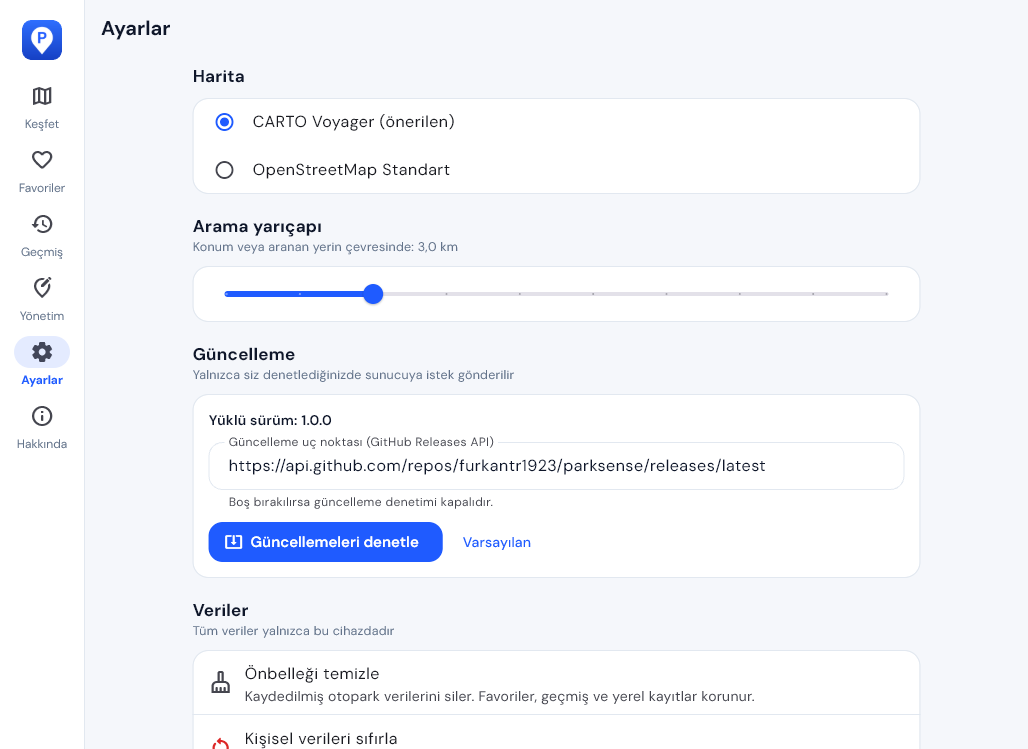 P
Ayarlar
Keşfet
Favoriler
Geçmiş
Yönetim
Ayarlar
Hakkında
Harita
CARTO Voyager (önerilen)
OpenStreetMap Standart
Arama yarıçapı
Konum veya aranan yerin çevresinde: 3,0 km
Güncelleme
Yalnızca siz denetlediğinizde sunucuya istek gönderilir
Yüklü sürüm: 1.0.0
Güncelleme uç noktası (GitHub Releases API)
https://api.github.com/repos/furkantr1923/parksense/releases/latest
Boş bırakılırsa güncelleme denetimi kapalıdır.
Güncellemeleri denetle
Varsayılan
Veriler
Tüm veriler yalnızca bu cihazdadır
Önbelleği temizle
Kaydedilmiş otopark verilerini siler. Favoriler, geçmiş ve yerel kayıtlar korunur.
Kişisel verileri sıfırla